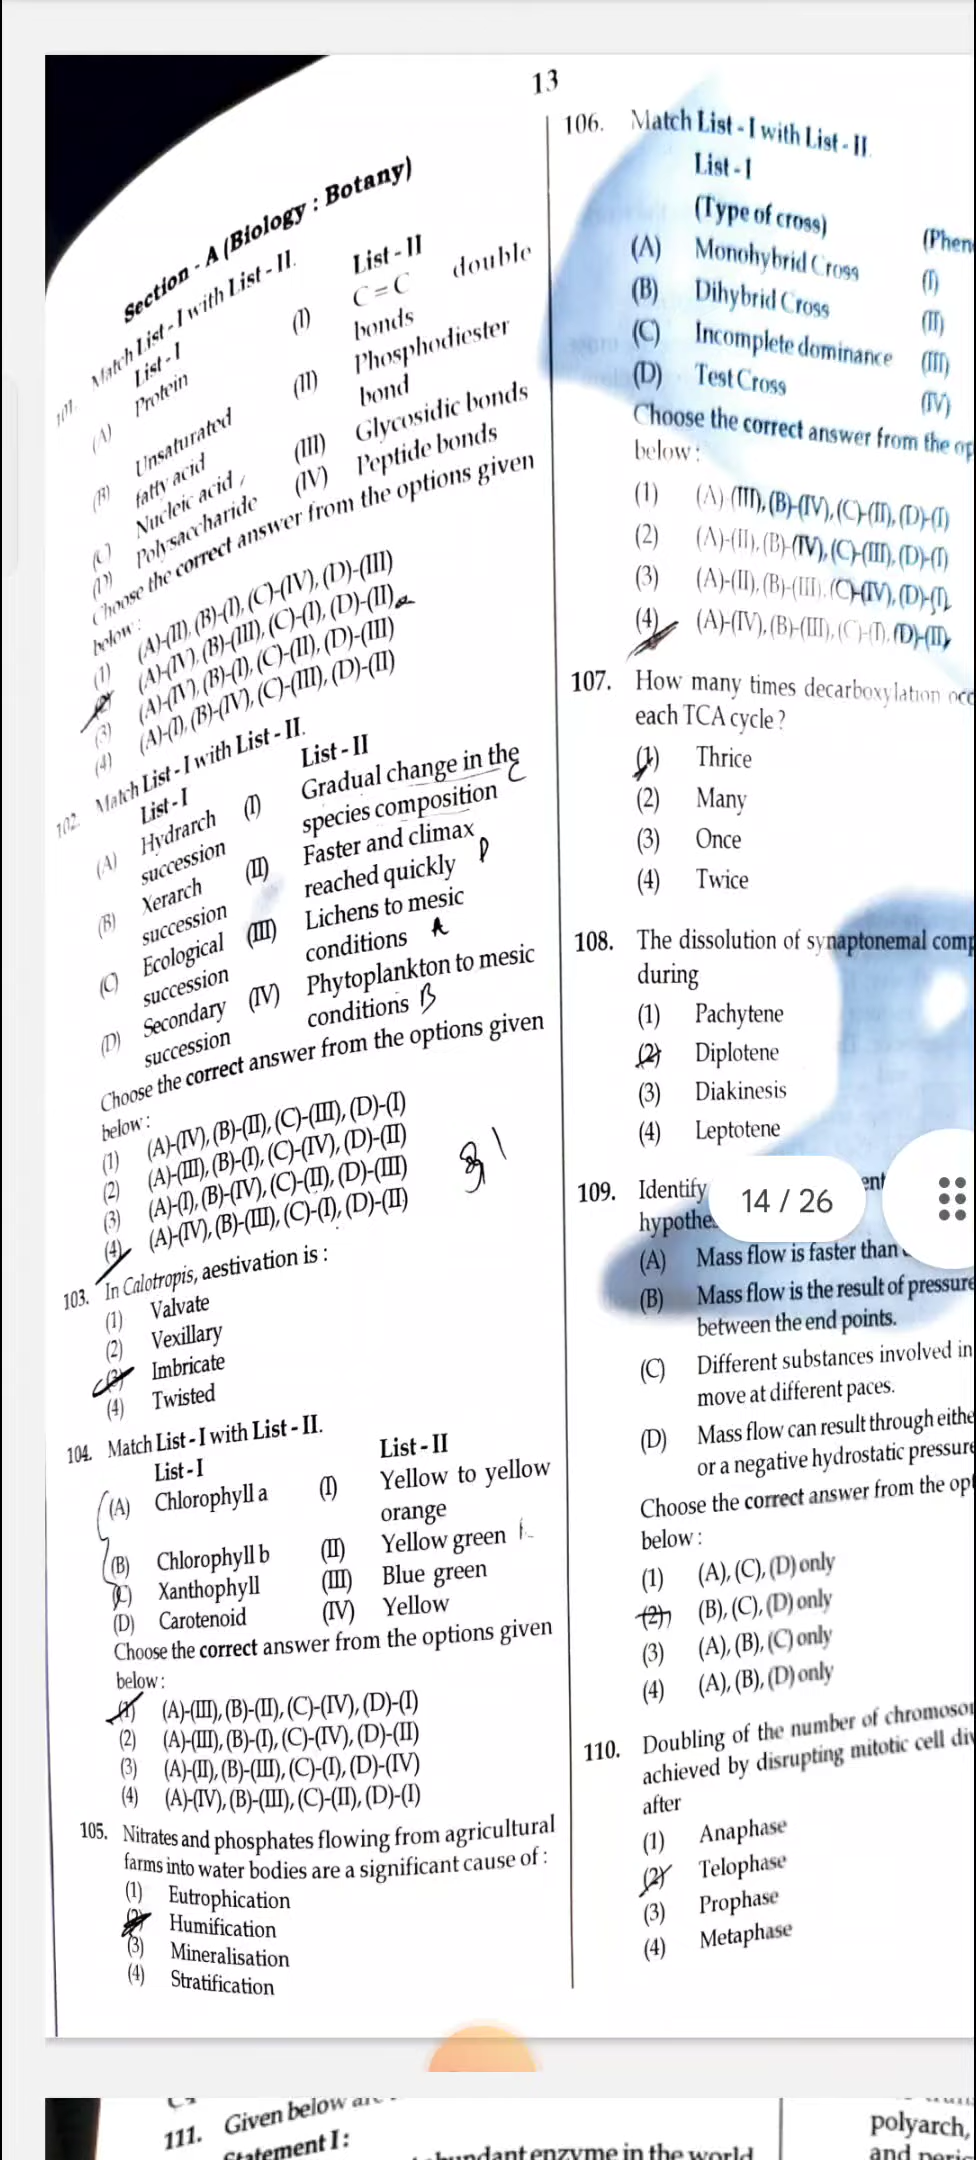 13
Section - A (Biology : Botany)
101. Match List - I with List - II.
List - I
List - II
(A) Protein
(I) C = C double
bonds
(B) Unsaturated
fatty acid
(II) Phosphodiester
bond
(C) Nucleic acid
(III) Glycosidic bonds
(D) Polysaccharide
(IV) Peptide bonds
Choose the correct answer from the options given
below :
(1) (A)-(II), (B)-(I), (C)-(IV), (D)-(III)
(A)-(IV), (B)-(III), (C)-(I), (D)-(II)
(3) (A)-(IV), (B)-(I), (C)-(II), (D)-(III)
(4) (A)-(I), (B)-(IV), (C)-(III), (D)-(II)
102. Match List - I with List - II.
List - I
List - II
(A) Hydrarch
succession
(I) Gradual change in the
species composition
C
(B) Xerarch
succession
(II) Faster and climax
reached quickly
D
(C) Ecological
succession
(III) Lichens to mesic
conditions
A
(D) Secondary
succession
(IV) Phytoplankton to mesic
conditions
B
Choose the correct answer from the options given
below :
(1) (A)-(IV), (B)-(II), (C)-(III), (D)-(I)
(2) (A)-(III), (B)-(I), (C)-(IV), (D)-(II)
(3) (A)-(I), (B)-(IV), (C)-(II), (D)-(III)
(4) (A)-(IV), (B)-(III), (C)-(I), (D)-(II)
103. In Calotropis, aestivation is :
(1) Valvate
(2) Vexillary
(3) Imbricate
(4) Twisted
104. Match List - I with List - II.
List - I
List - II
(A) Chlorophyll a
(I) Yellow to yellow
orange
(B) Chlorophyll b
(II) Yellow green
(C) Xanthophyll
(III) Blue green
(D) Carotenoid
(IV) Yellow
Choose the correct answer from the options given
below :
(1) (A)-(III), (B)-(II), (C)-(IV), (D)-(I)
(2) (A)-(III), (B)-(I), (C)-(IV), (D)-(II)
(3) (A)-(II), (B)-(III), (C)-(I), (D)-(IV)
(4) (A)-(IV), (B)-(III), (C)-(II), (D)-(I)
105. Nitrates and phosphates flowing from agricultural
farms into water bodies are a significant cause of :
(1) Eutrophication
(2) Humification
(3) Mineralisation
(4) Stratification
106. Match List - I with List - II.
List - I
(Type of cross)
(Phen
(A) Monohybrid Cross (I)
(B) Dihybrid Cross (II)
(C) Incomplete dominance (III)
(D) Test Cross (IV)
Choose the correct answer from the op
below :
(1) (A)-(III), (B)-(IV), (C)-(II), (D)-(I)
(2) (A)-(II), (B)-(IV), (C)-(III), (D)-(I)
(3) (A)-(II), (B)-(III), (C)-(IV), (D)-(I)
(4) (A)-(IV), (B)-(III), (C)-(I), (D)-(II)
107. How many times decarboxylation occ
each TCA cycle ?
(1) Thrice
(2) Many
(3) Once
(4) Twice
108. The dissolution of synaptonemal comp
during
(1) Pachytene
(2) Diplotene
(3) Diakinesis
(4) Leptotene
109. Identify
14 / 26
ent
hypothe
(A) Mass flow is faster than
(B) Mass flow is the result of pressure
between the end points.
(C) Different substances involved in
move at different paces.
(D) Mass flow can result through eithe
or a negative hydrostatic pressure
Choose the correct answer from the opt
below :
(1) (A), (C), (D) only
(2) (B), (C), (D) only
(3) (A), (B), (C) only
(4) (A), (B), (D) only
110. Doubling of the number of chromoso
achieved by disrupting mitotic cell div
after
(1) Anaphase
(2) Telophase
(3) Prophase
(4) Metaphase
111. Given below
Statement I :
enzyme in the world
polyarch,
and